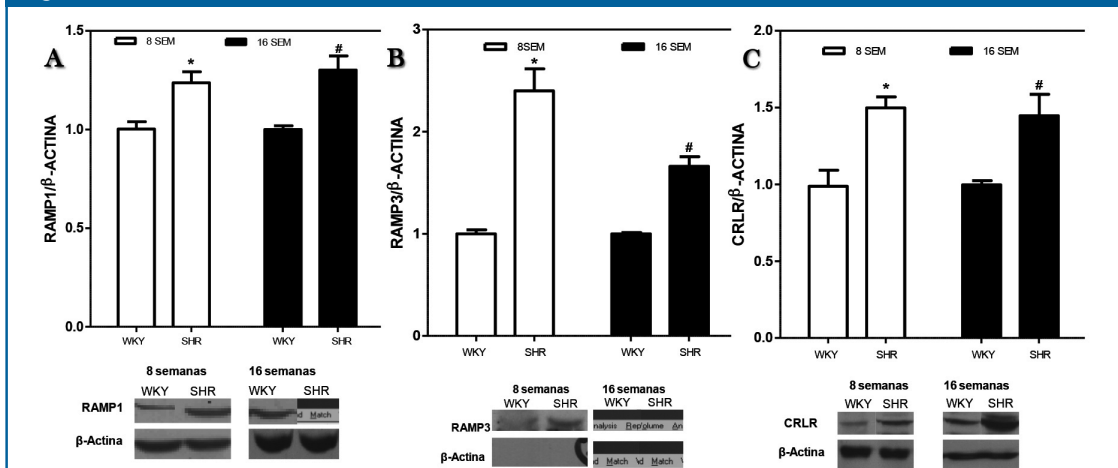 A
8 SEM
16 SEM
RAMP1/β-ACTINA
1.5
1.0
0.5
0.0
*
#
WKY
SHR
WKY
SHR
8 semanas
16 semanas
WKY
SHR
WKY
SHR
RAMP1
d Match
β-Actina
B
8SEM
16 SEM
RAMP3/β-ACTINA
3
2
1
0
*
#
WKY
SHR
WKY
SHR
8 semanas
16 semanas
WKY
SHR
WKY
SHR
RAMP3
nalysis Rep'olume An
β-Actina
d Match \d Match V
C
8 SEM
16 SEM
CRLR/β-ACTINA
2.0
1.5
1.0
0.5
0.0
*
#
WKY
SHR
WKY
SHR
8 semanas
16 semanas
WKY
SHR
WKY
SHR
CRLR
β-Actina